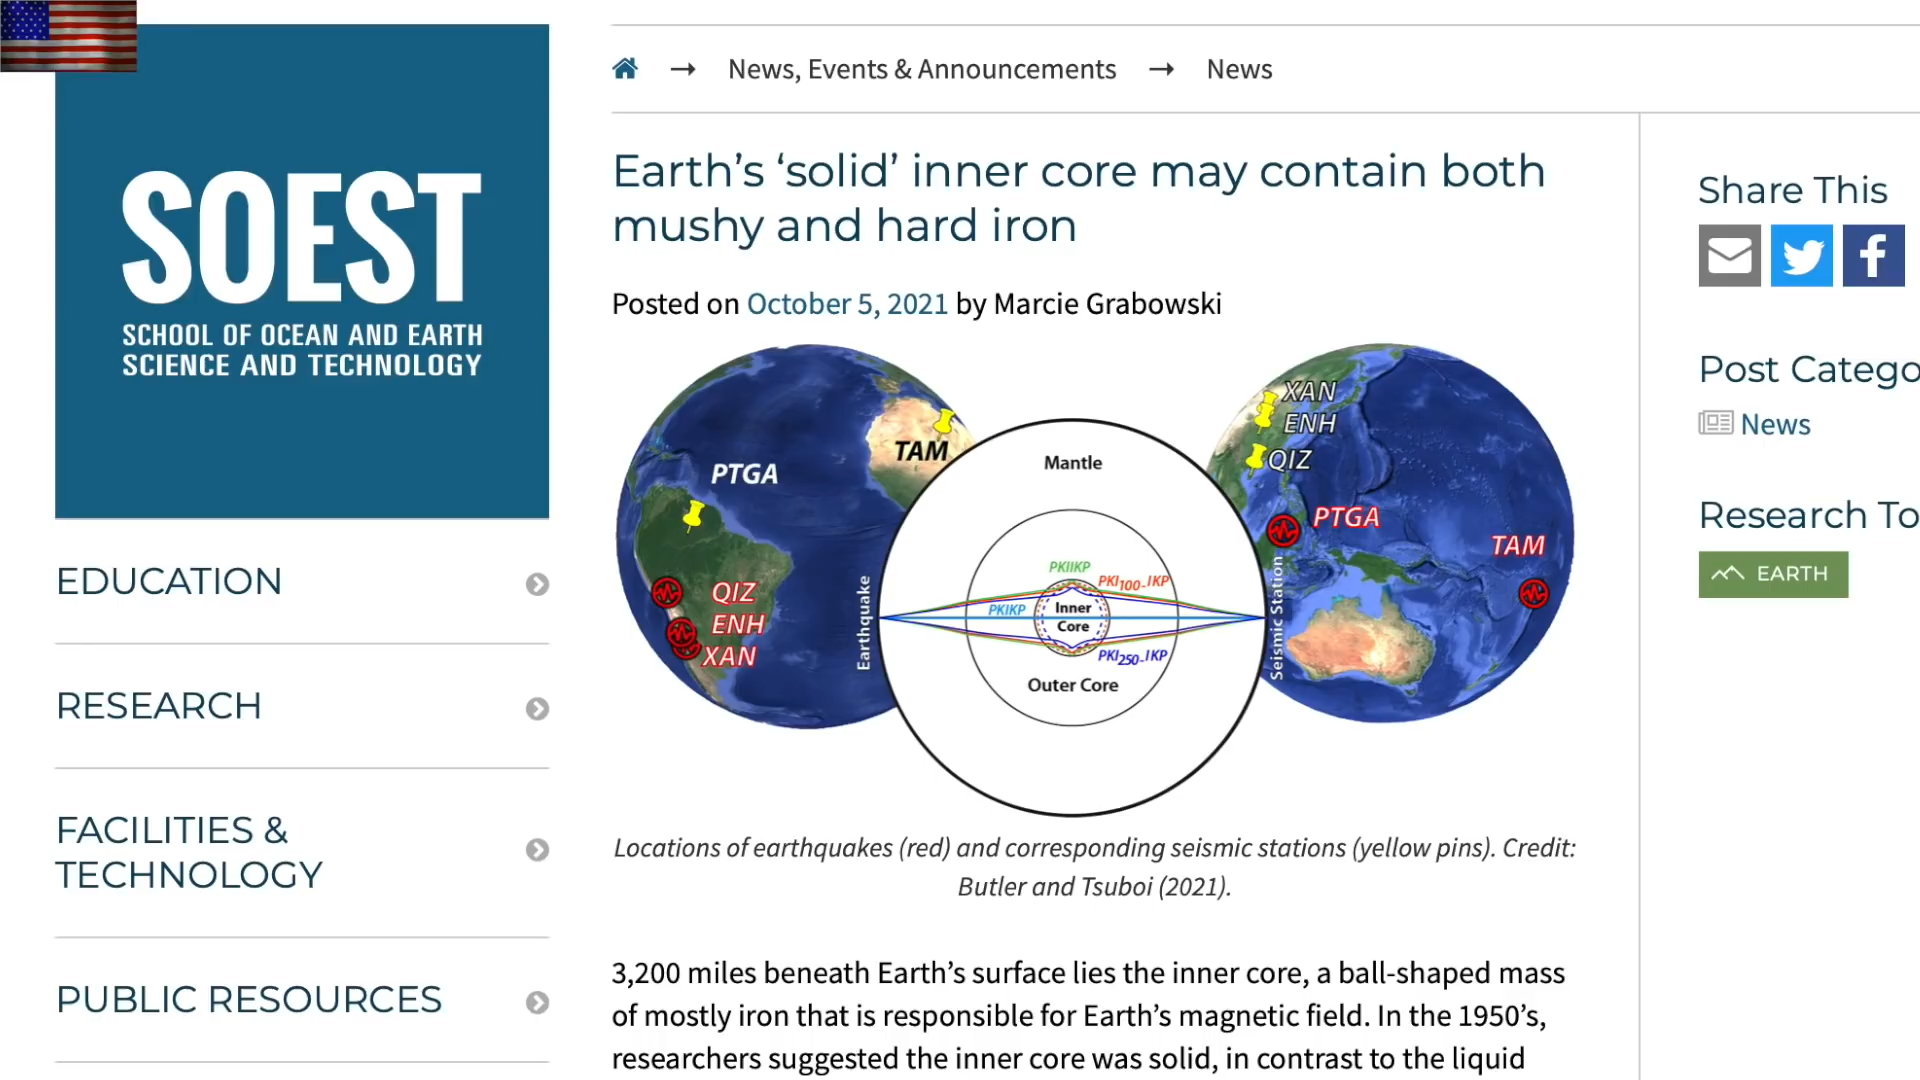 SOEST
SCHOOL OF OCEAN AND EARTH
SCIENCE AND TECHNOLOGY
EDUCATION
RESEARCH
FACILITIES &
TECHNOLOGY
PUBLIC RESOURCES
News, Events & Announcements → News
Earth’s ‘solid’ inner core may contain both
mushy and hard iron
Posted on October 5, 2021 by Marcie Grabowski
PTGA
TAM
QIZ
ENH
XAN
Earthquake
Mantle
PKIIKP
PKI100-IKP
PKIKP
Inner
Core
PKI250-IKP
Outer Core
Seismic Station
XAN
ENH
QIZ
PTGA
TAM
Locations of earthquakes (red) and corresponding seismic stations (yellow pins). Credit:
Butler and Tsuboi (2021).
3,200 miles beneath Earth’s surface lies the inner core, a ball-shaped mass
of mostly iron that is responsible for Earth’s magnetic field. In the 1950’s,
researchers suggested the inner core was solid, in contrast to the liquid
Share This
Post Catego
News
Research To
EARTH